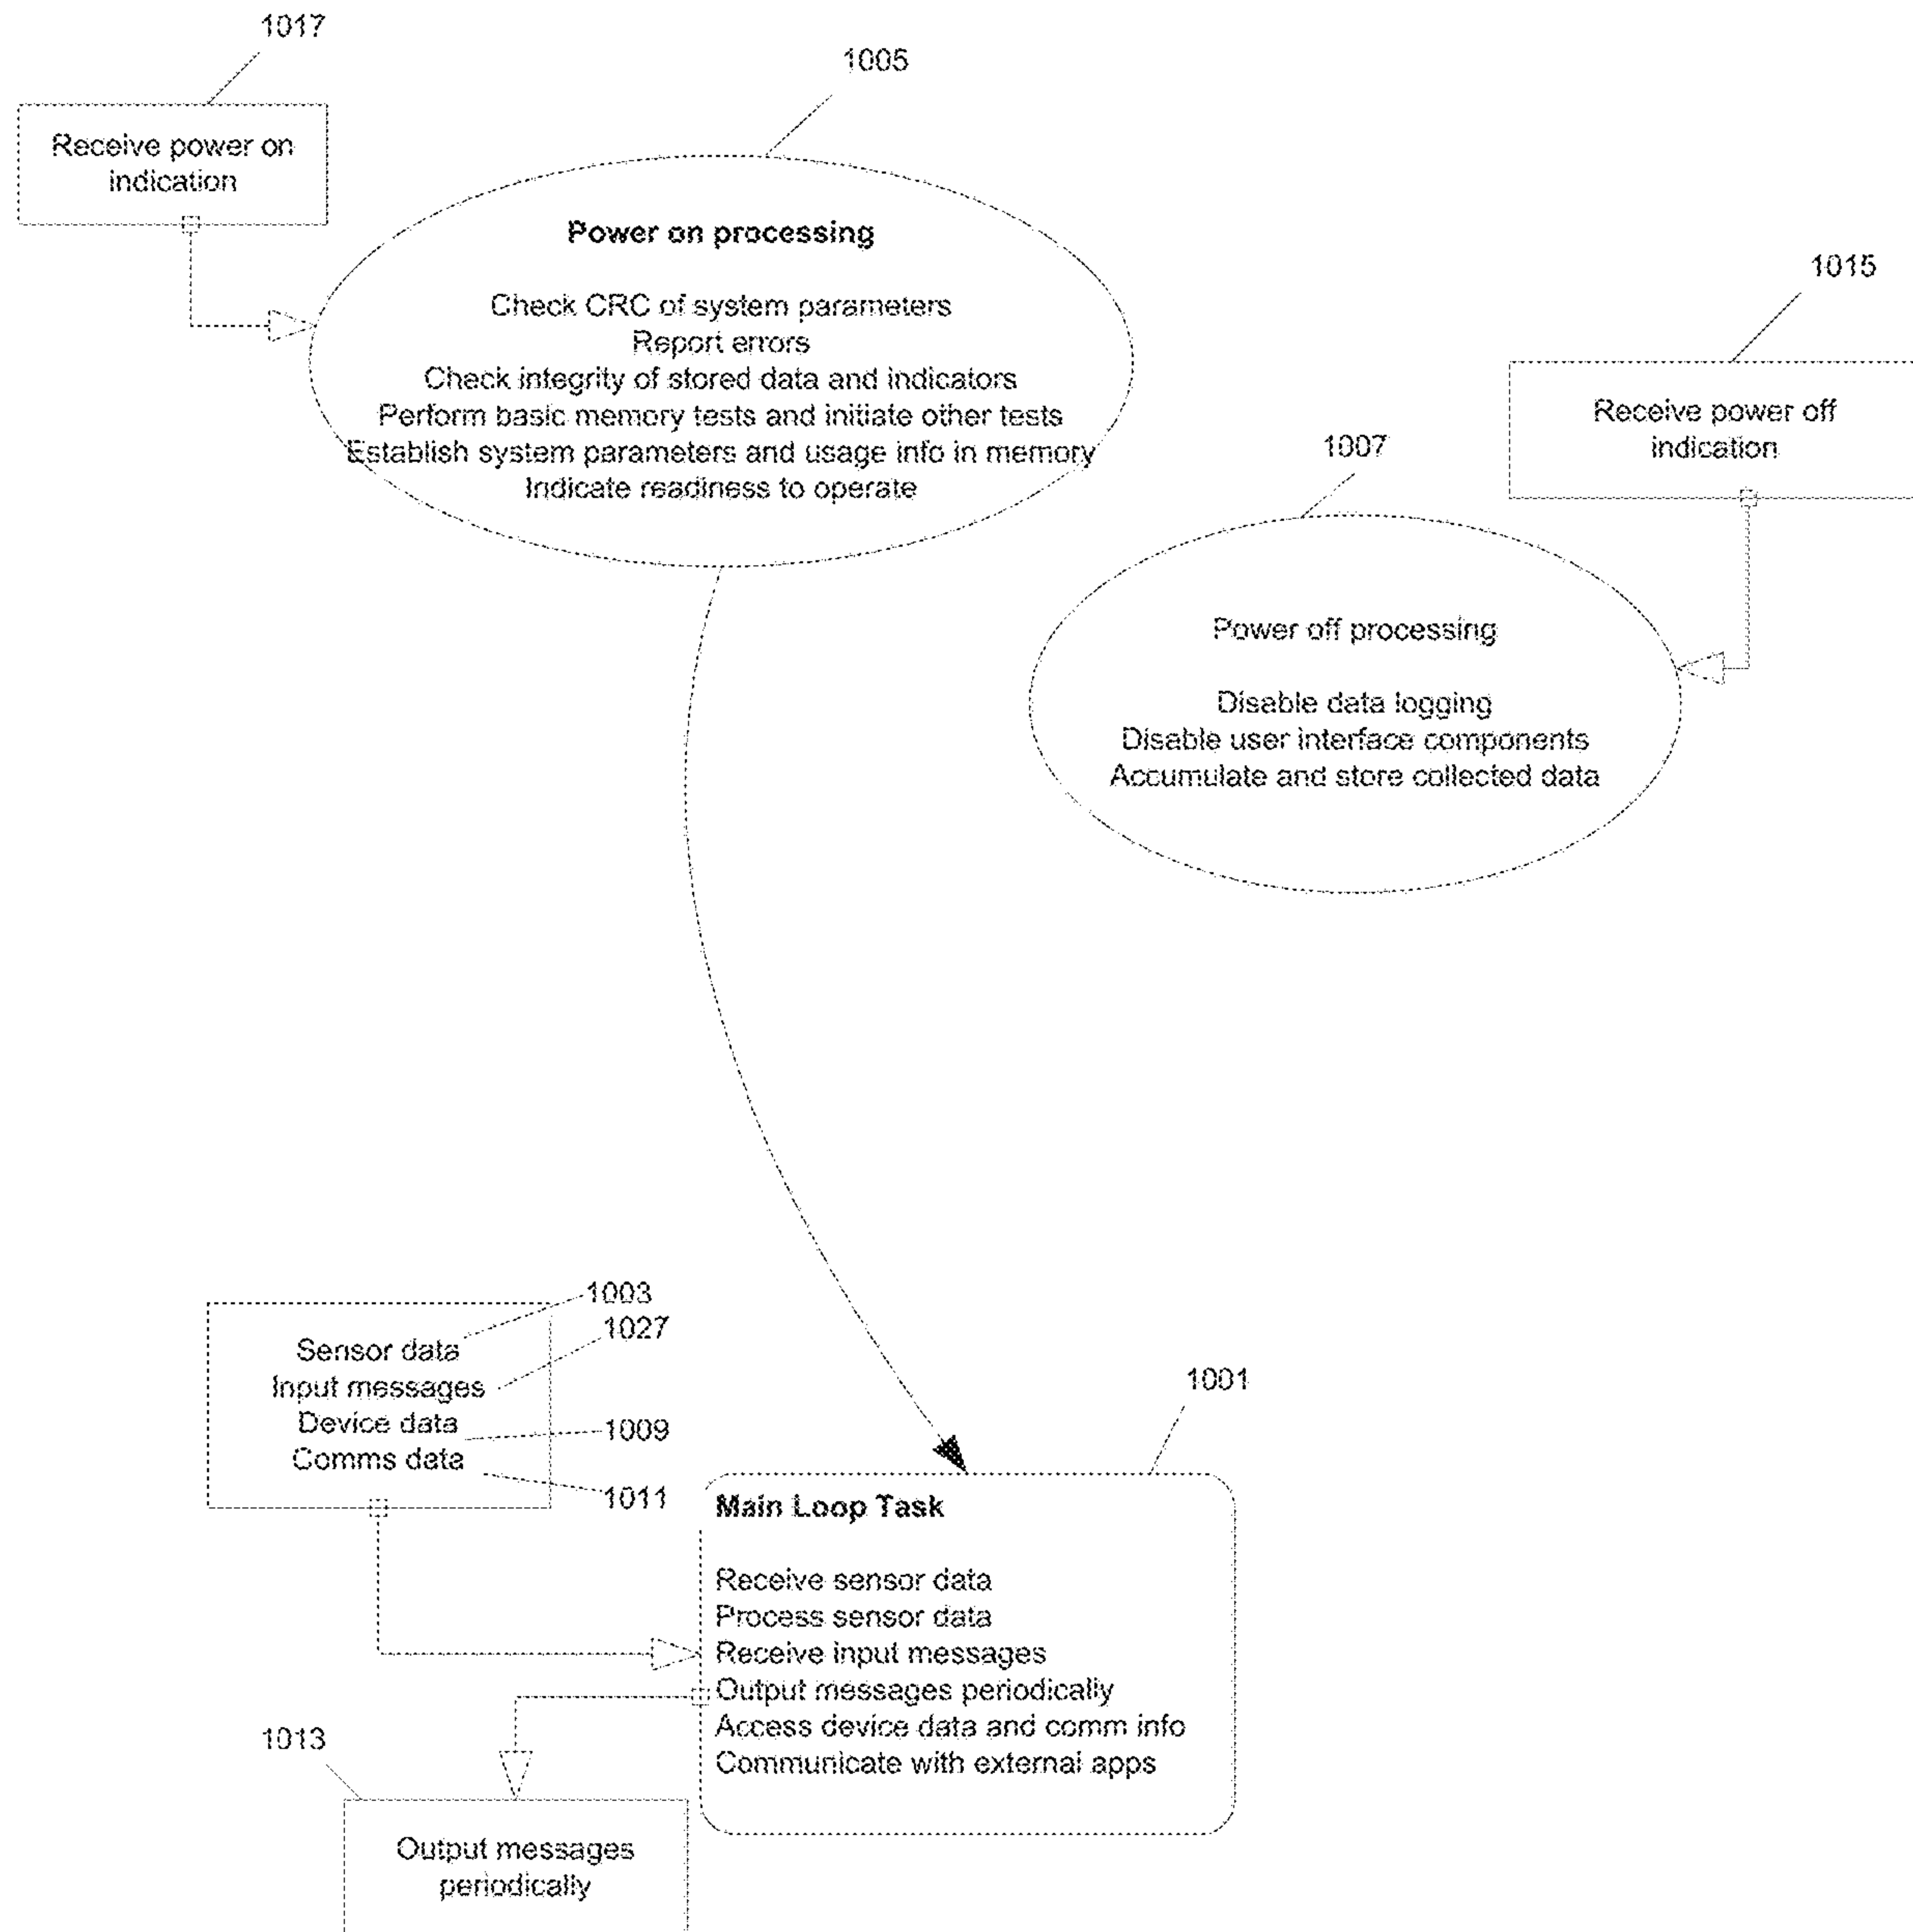 1017
Receive power on
indication
1005
Power on processing
Check CRC of system parameters
Report errors
Check integrity of stored data and indicators
Perform basic memory tests and initiate other tests
Establish system parameters and usage info in memory
Indicate readiness to operate
1015
Receive power off
indication
1007
Power off processing
Disable data logging
Disable user interface components
Accumulate and store collected data
1003
Sensor data
1027
Input messages
Device data
1009
Comms data
1011
1001
Main Loop Task
Receive sensor data
Process sensor data
Receive input messages
Output messages periodically
Access device data and comm info
Communicate with external apps
1013
Output messages
periodically